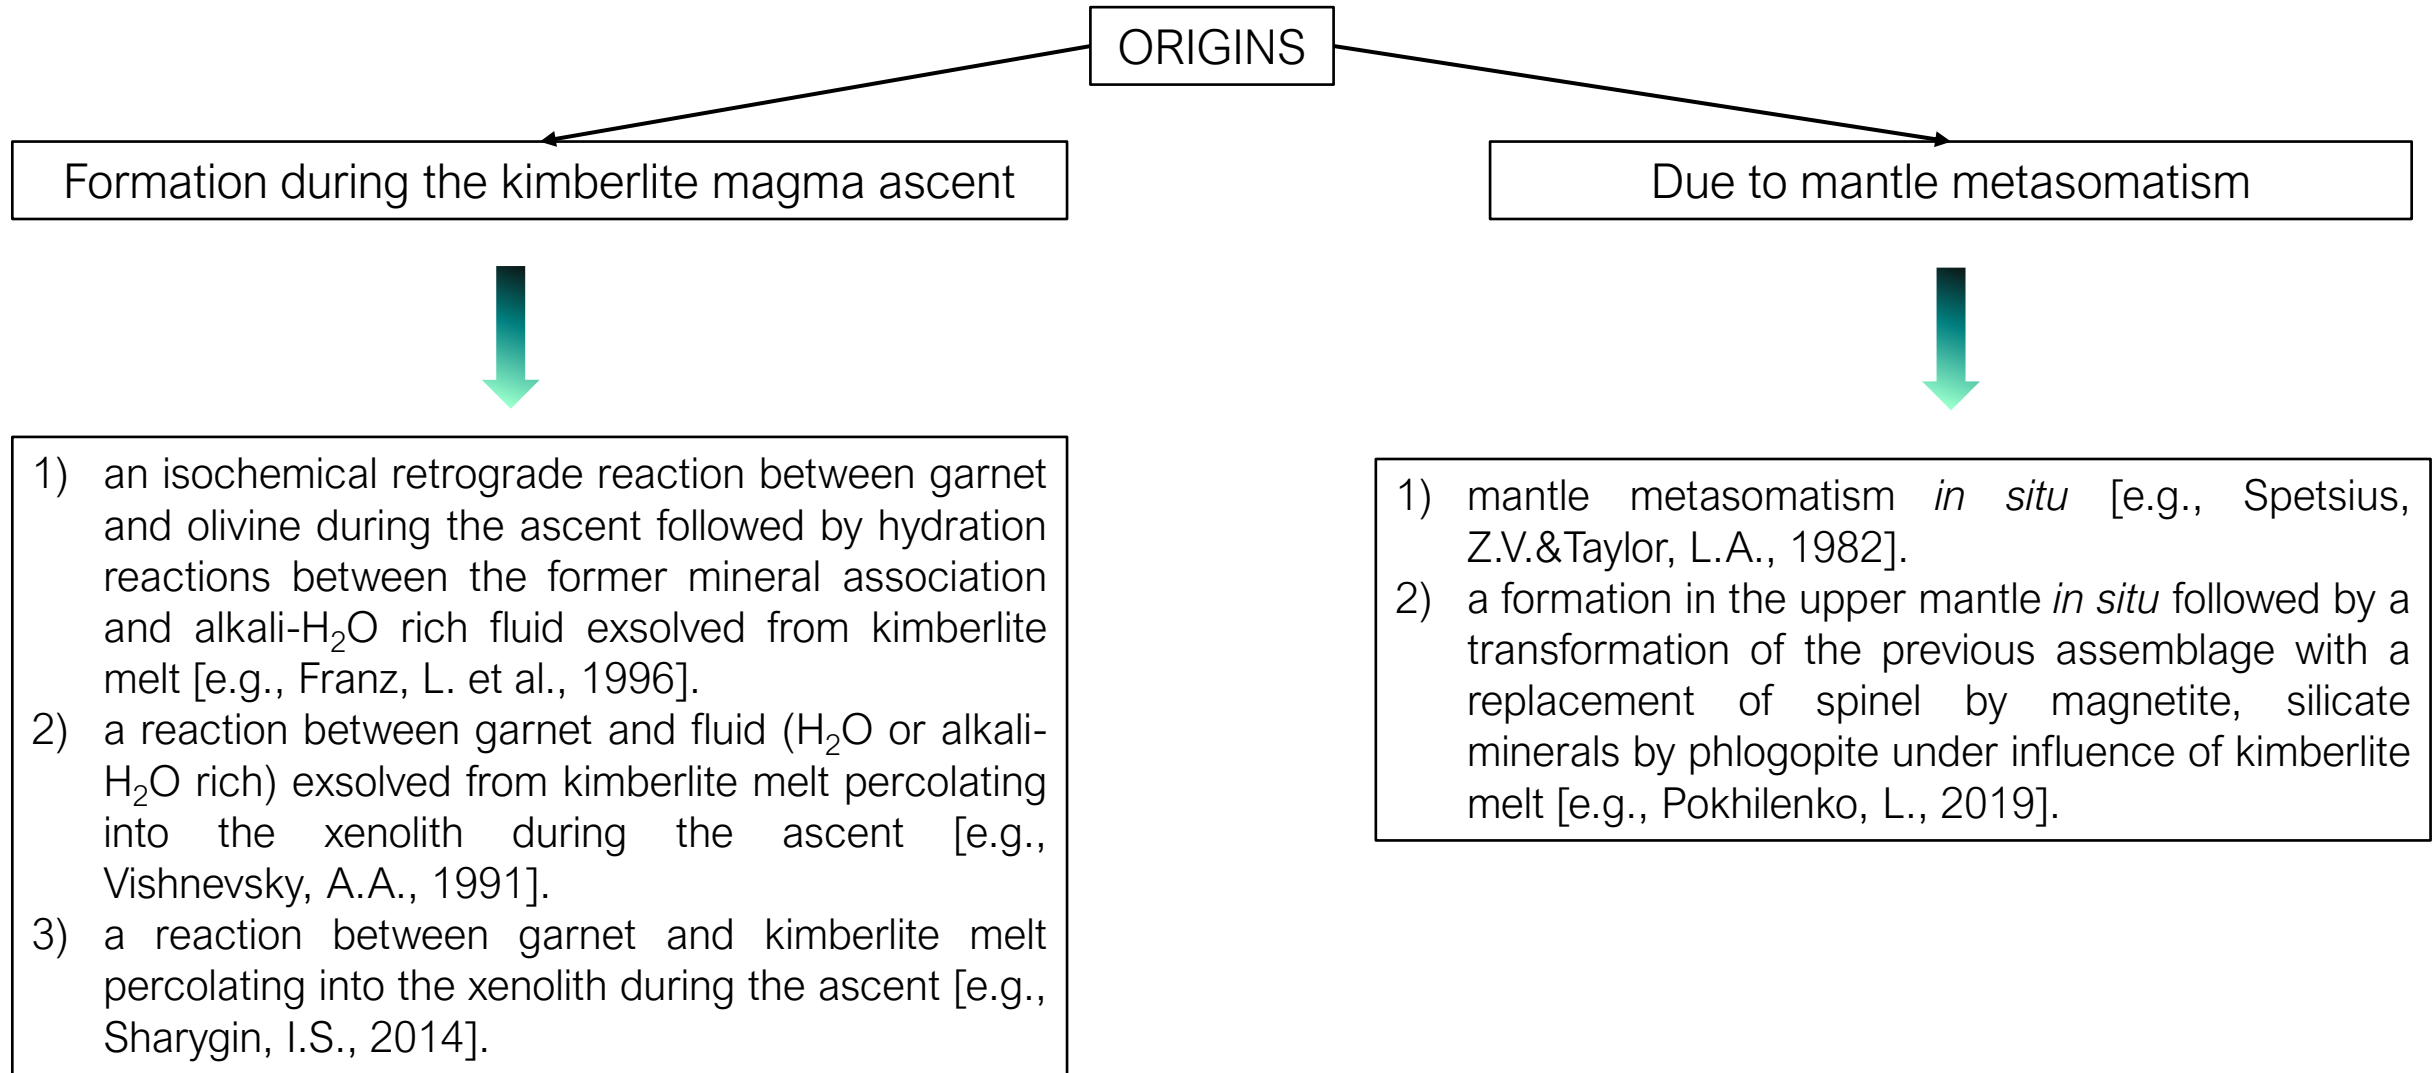 ORIGINS
Formation during the kimberlite magma ascent
Due to mantle metasomatism
1) an isochemical retrograde reaction between garnet
and olivine during the ascent followed by hydration
reactions between the former mineral association
and alkali-H₂O rich fluid exsolved from kimberlite
melt [e.g., Franz, L. et al., 1996].
2) a reaction between garnet and fluid (H₂O or alkali-
H₂O rich) exsolved from kimberlite melt percolating
into the xenolith during the ascent [e.g.,
Vishnevsky, A.A., 1991].
3) a reaction between garnet and kimberlite melt
percolating into the xenolith during the ascent [e.g.,
Sharygin, I.S., 2014].
1) mantle metasomatism in situ [e.g., Spetsius,
Z.V.&Taylor, L.A., 1982].
2) a formation in the upper mantle in situ followed by a
transformation of the previous assemblage with a
replacement of spinel by magnetite, silicate
minerals by phlogopite under influence of kimberlite
melt [e.g., Pokhilenko, L., 2019].